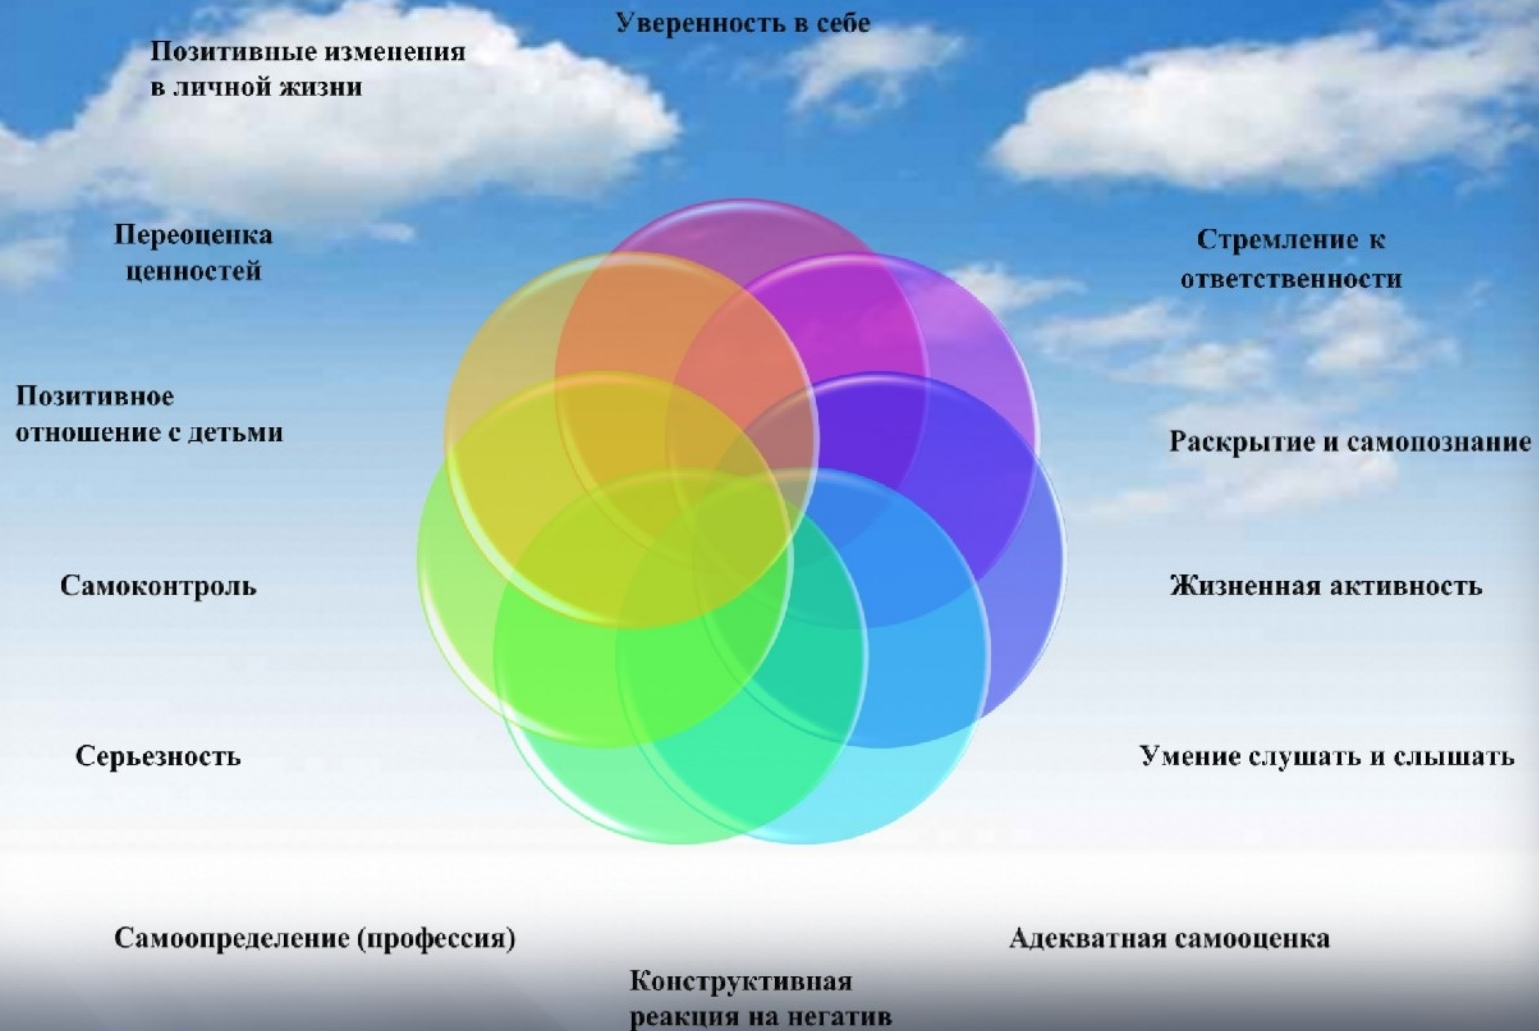 Уверенность в себе
Позитивные изменения
в личной жизни
Переоценка
ценностей
Стремление к
ответственности
Позитивное
отношение с детьми
Раскрытие и самопознание
Самоконтроль
Жизненная активность
Серьезность
Умение слушать и слышать
Самоопределение (профессия)
Адекватная самооценка
Конструктивная
реакция на негатив